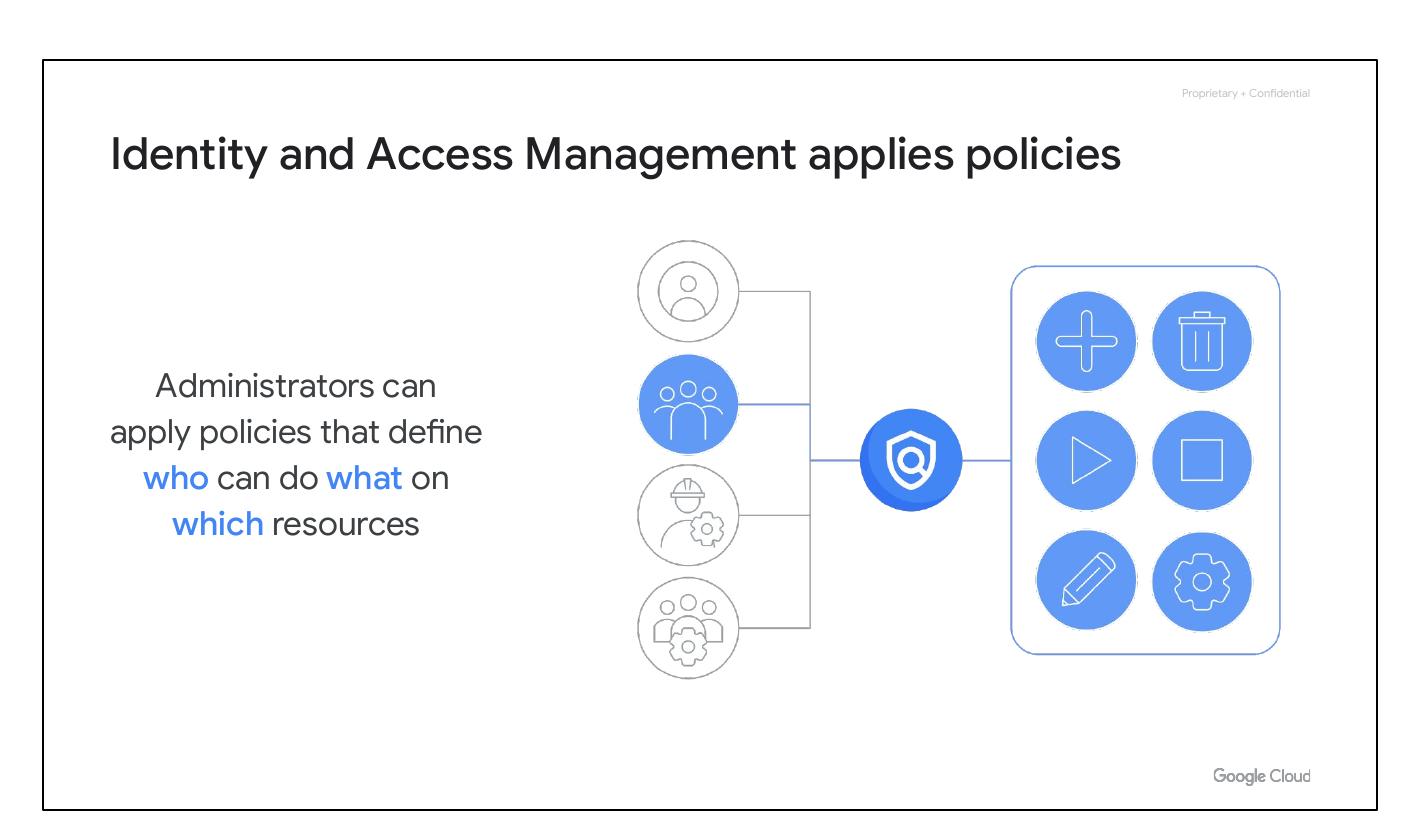 Proprietary + Confidential
Identity and Access Management applies policies
Administrators can
apply policies that define
who can do what on
which resources
Google Cloud